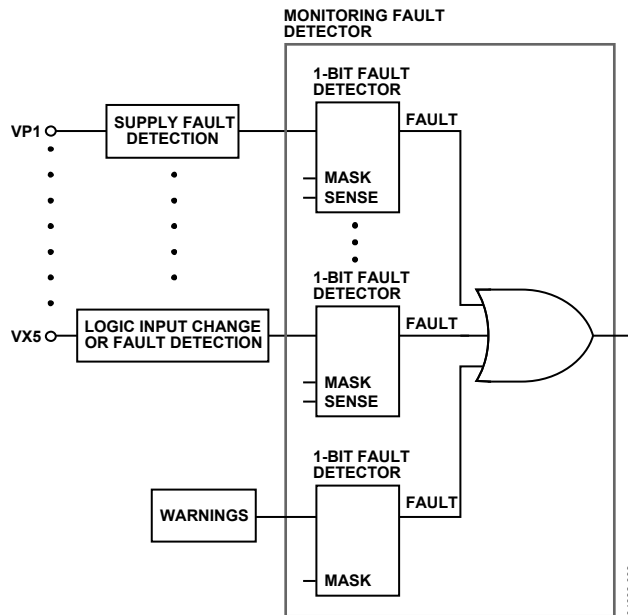 MONITORING FAULT
DETECTOR
1-BIT FAULT
DETECTOR
VP1
SUPPLY FAULT
DETECTION
FAULT
MASK
SENSE
1-BIT FAULT
DETECTOR
VX5
LOGIC INPUT CHANGE
OR FAULT DETECTION
FAULT
MASK
SENSE
1-BIT FAULT
DETECTOR
WARNINGS
FAULT
MASK